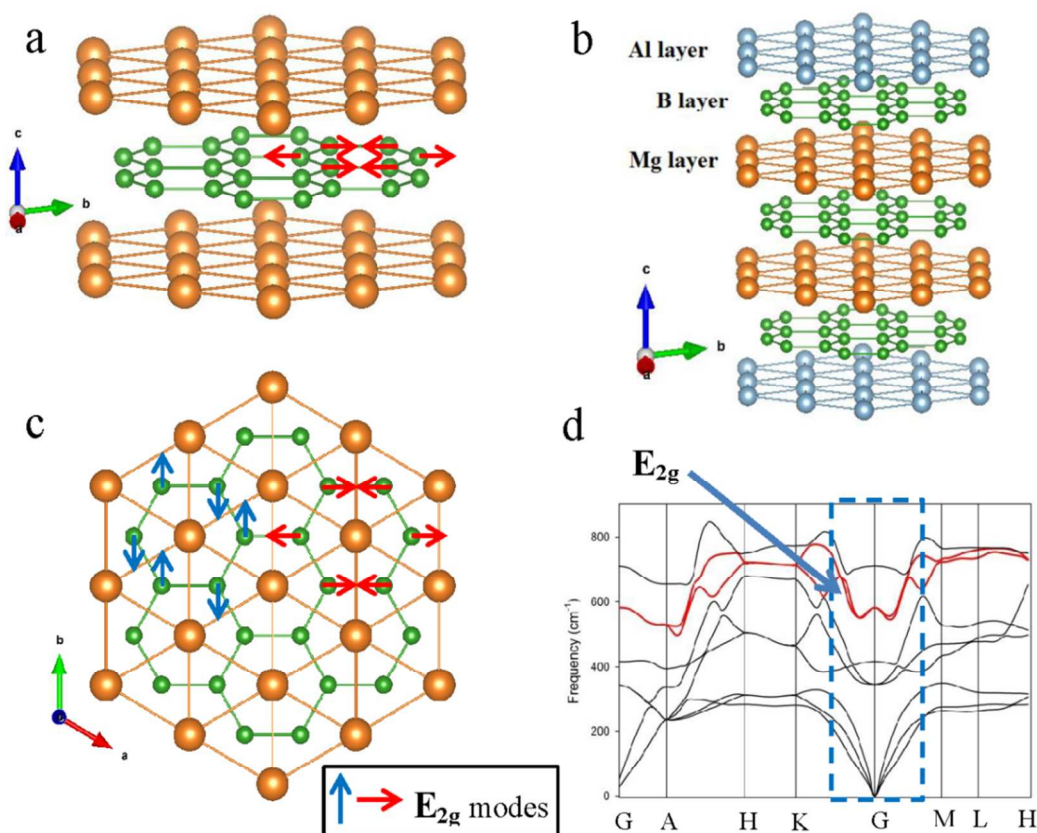 a
c
b
a
b
Al layer
B layer
Mg layer
c
b
a
c
b
a
E2g modes
d
E2g
800
600
400
200
0
Frequency (cm-1)
G A H K G M L H